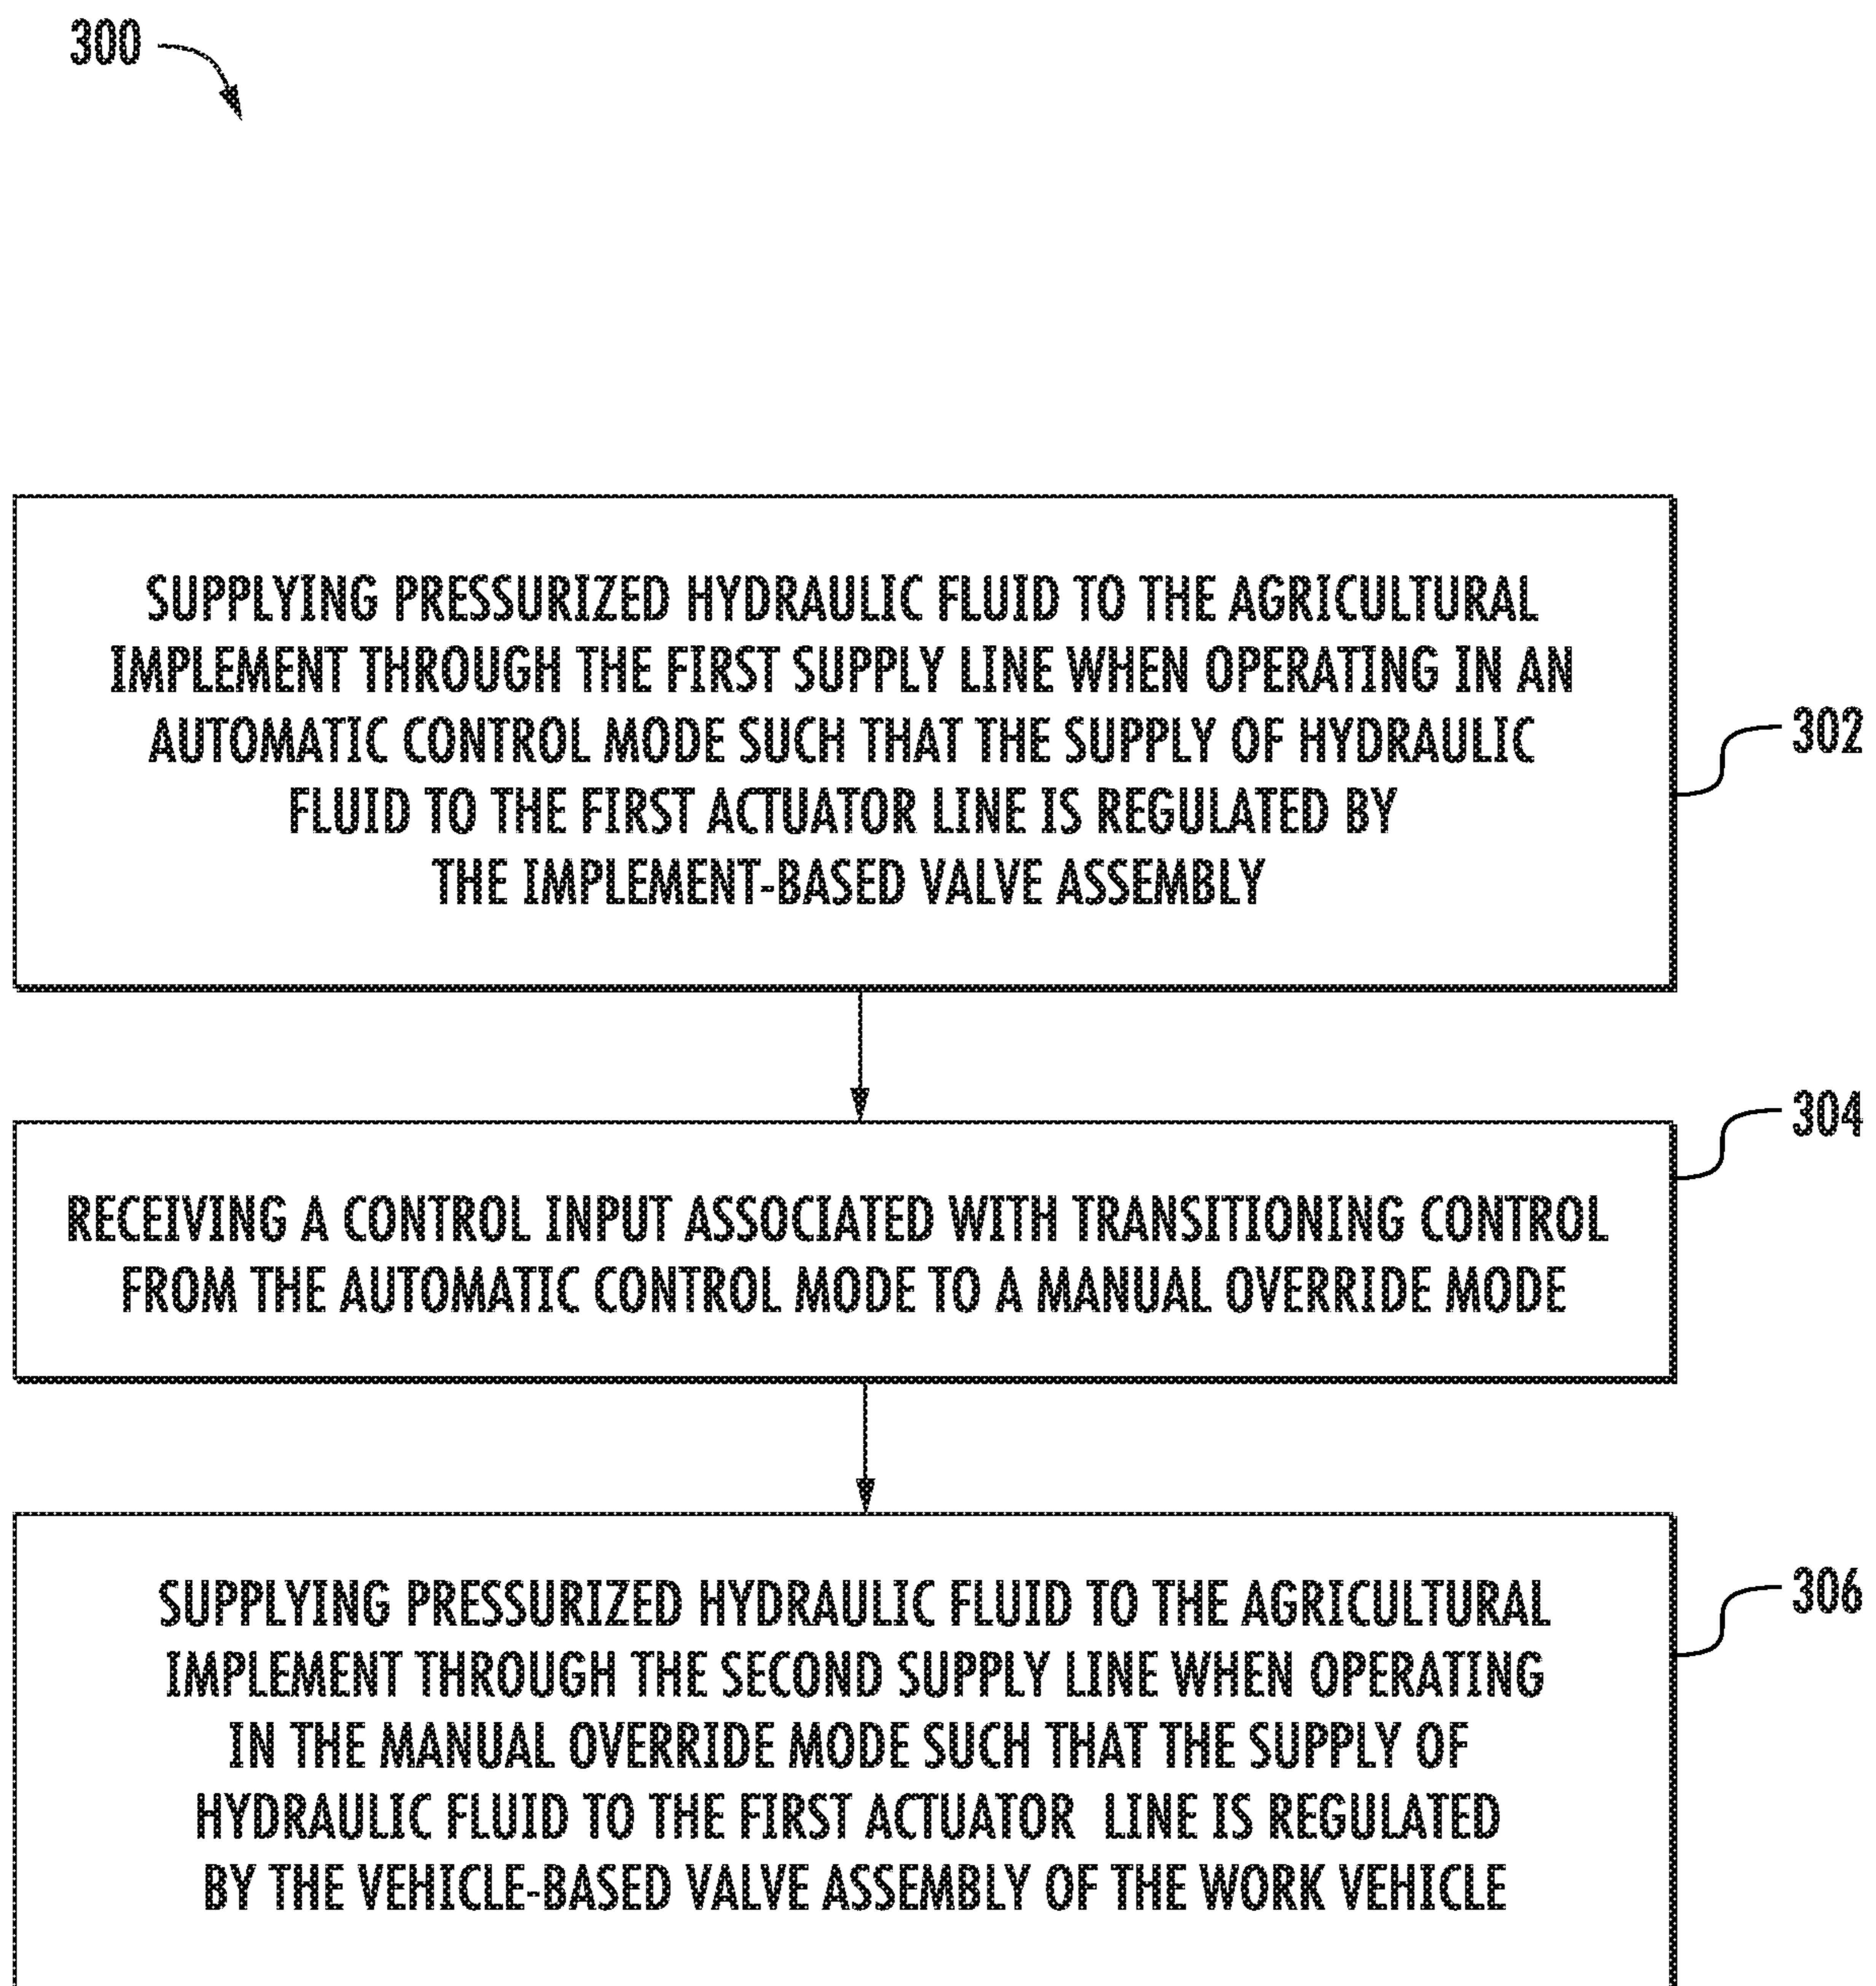 300
SUPPLYING PRESSURIZED HYDRAULIC FLUID TO THE AGRICULTURAL
IMPLEMENT THROUGH THE FIRST SUPPLY LINE WHEN OPERATING IN AN
AUTOMATIC CONTROL MODE SUCH THAT THE SUPPLY OF HYDRAULIC
FLUID TO THE FIRST ACTUATOR LINE IS REGULATED BY
THE IMPLEMENT-BASED VALVE ASSEMBLY
302
RECEIVING A CONTROL INPUT ASSOCIATED WITH TRANSITIONING CONTROL
FROM THE AUTOMATIC CONTROL MODE TO A MANUAL OVERRIDE MODE
304
SUPPLYING PRESSURIZED HYDRAULIC FLUID TO THE AGRICULTURAL
IMPLEMENT THROUGH THE SECOND SUPPLY LINE WHEN OPERATING
IN THE MANUAL OVERRIDE MODE SUCH THAT THE SUPPLY OF
HYDRAULIC FLUID TO THE FIRST ACTUATOR LINE IS REGULATED
BY THE VEHICLE-BASED VALVE ASSEMBLY OF THE WORK VEHICLE
306